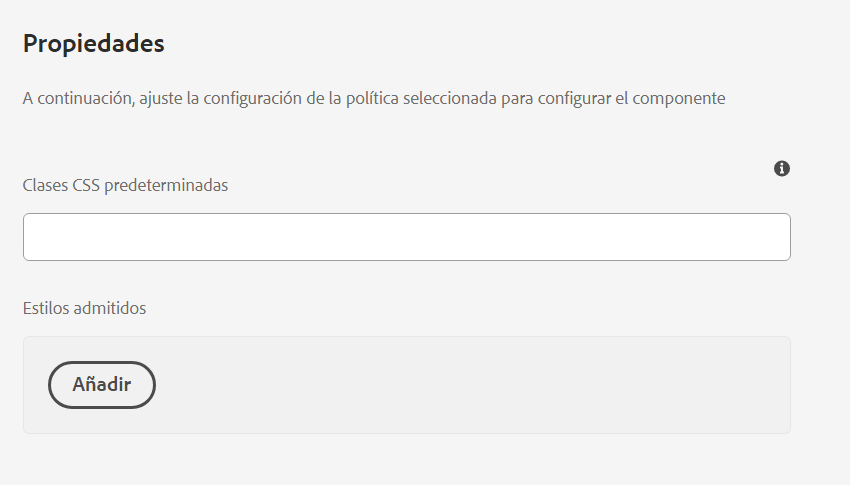 Propiedades
A continuación, ajuste la configuración de la política seleccionada para configurar el componente
Clases CSS predeterminadas
Estilos admitidos
Añadir